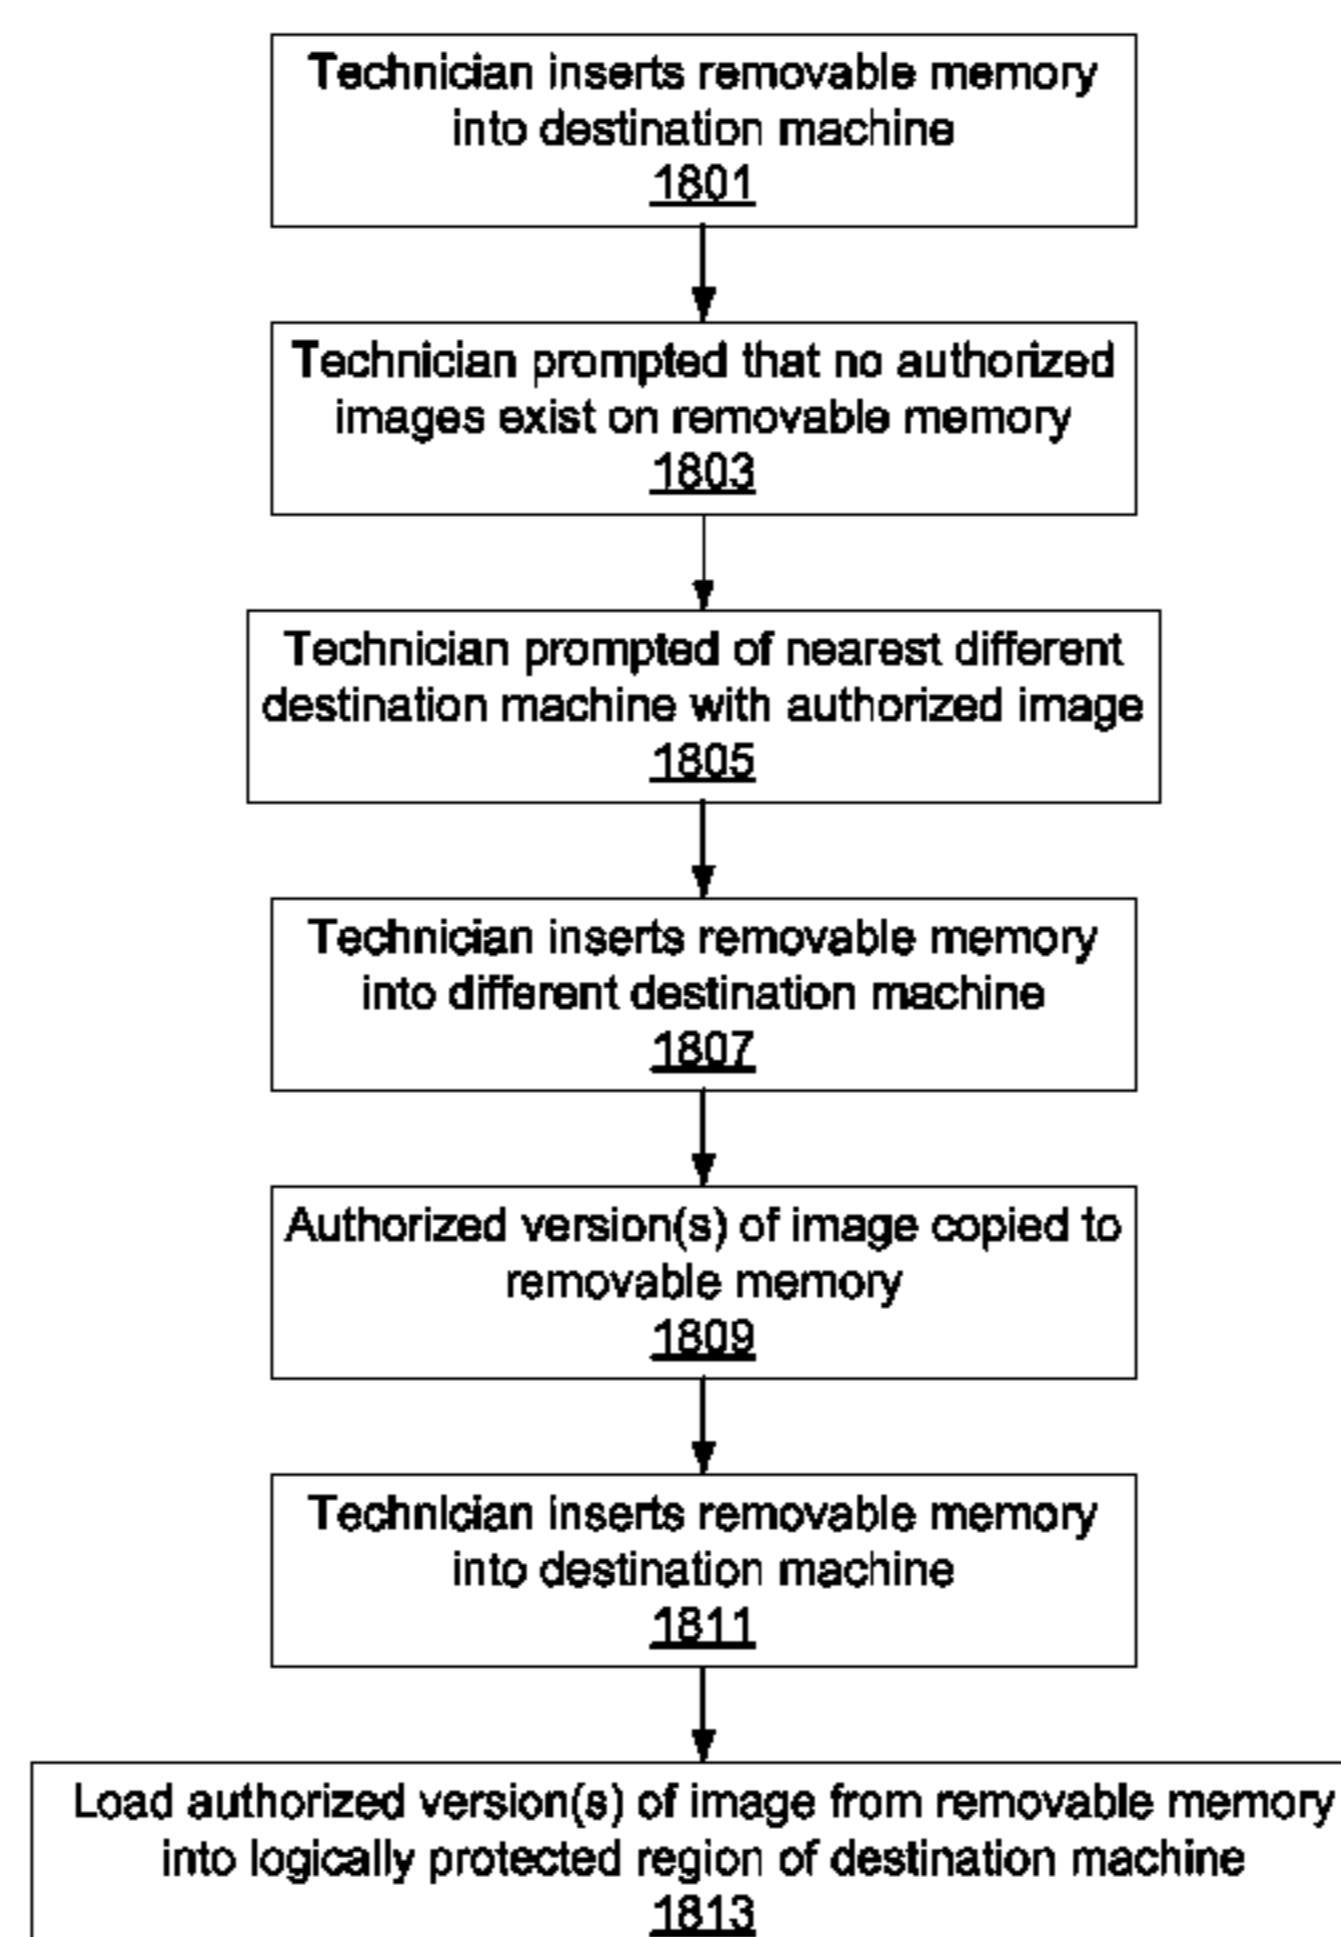 Technician inserts removable memory
into destination machine
1801
Technician prompted that no authorized
images exist on removable memory
1803
Technician prompted of nearest different
destination machine with authorized image
1805
Technician inserts removable memory
into different destination machine
1807
Authorized version(s) of image copied to
removable memory
1809
Technician inserts removable memory
into destination machine
1811
Load authorized version(s) of image from removable memory
into logically protected region of destination machine
1813